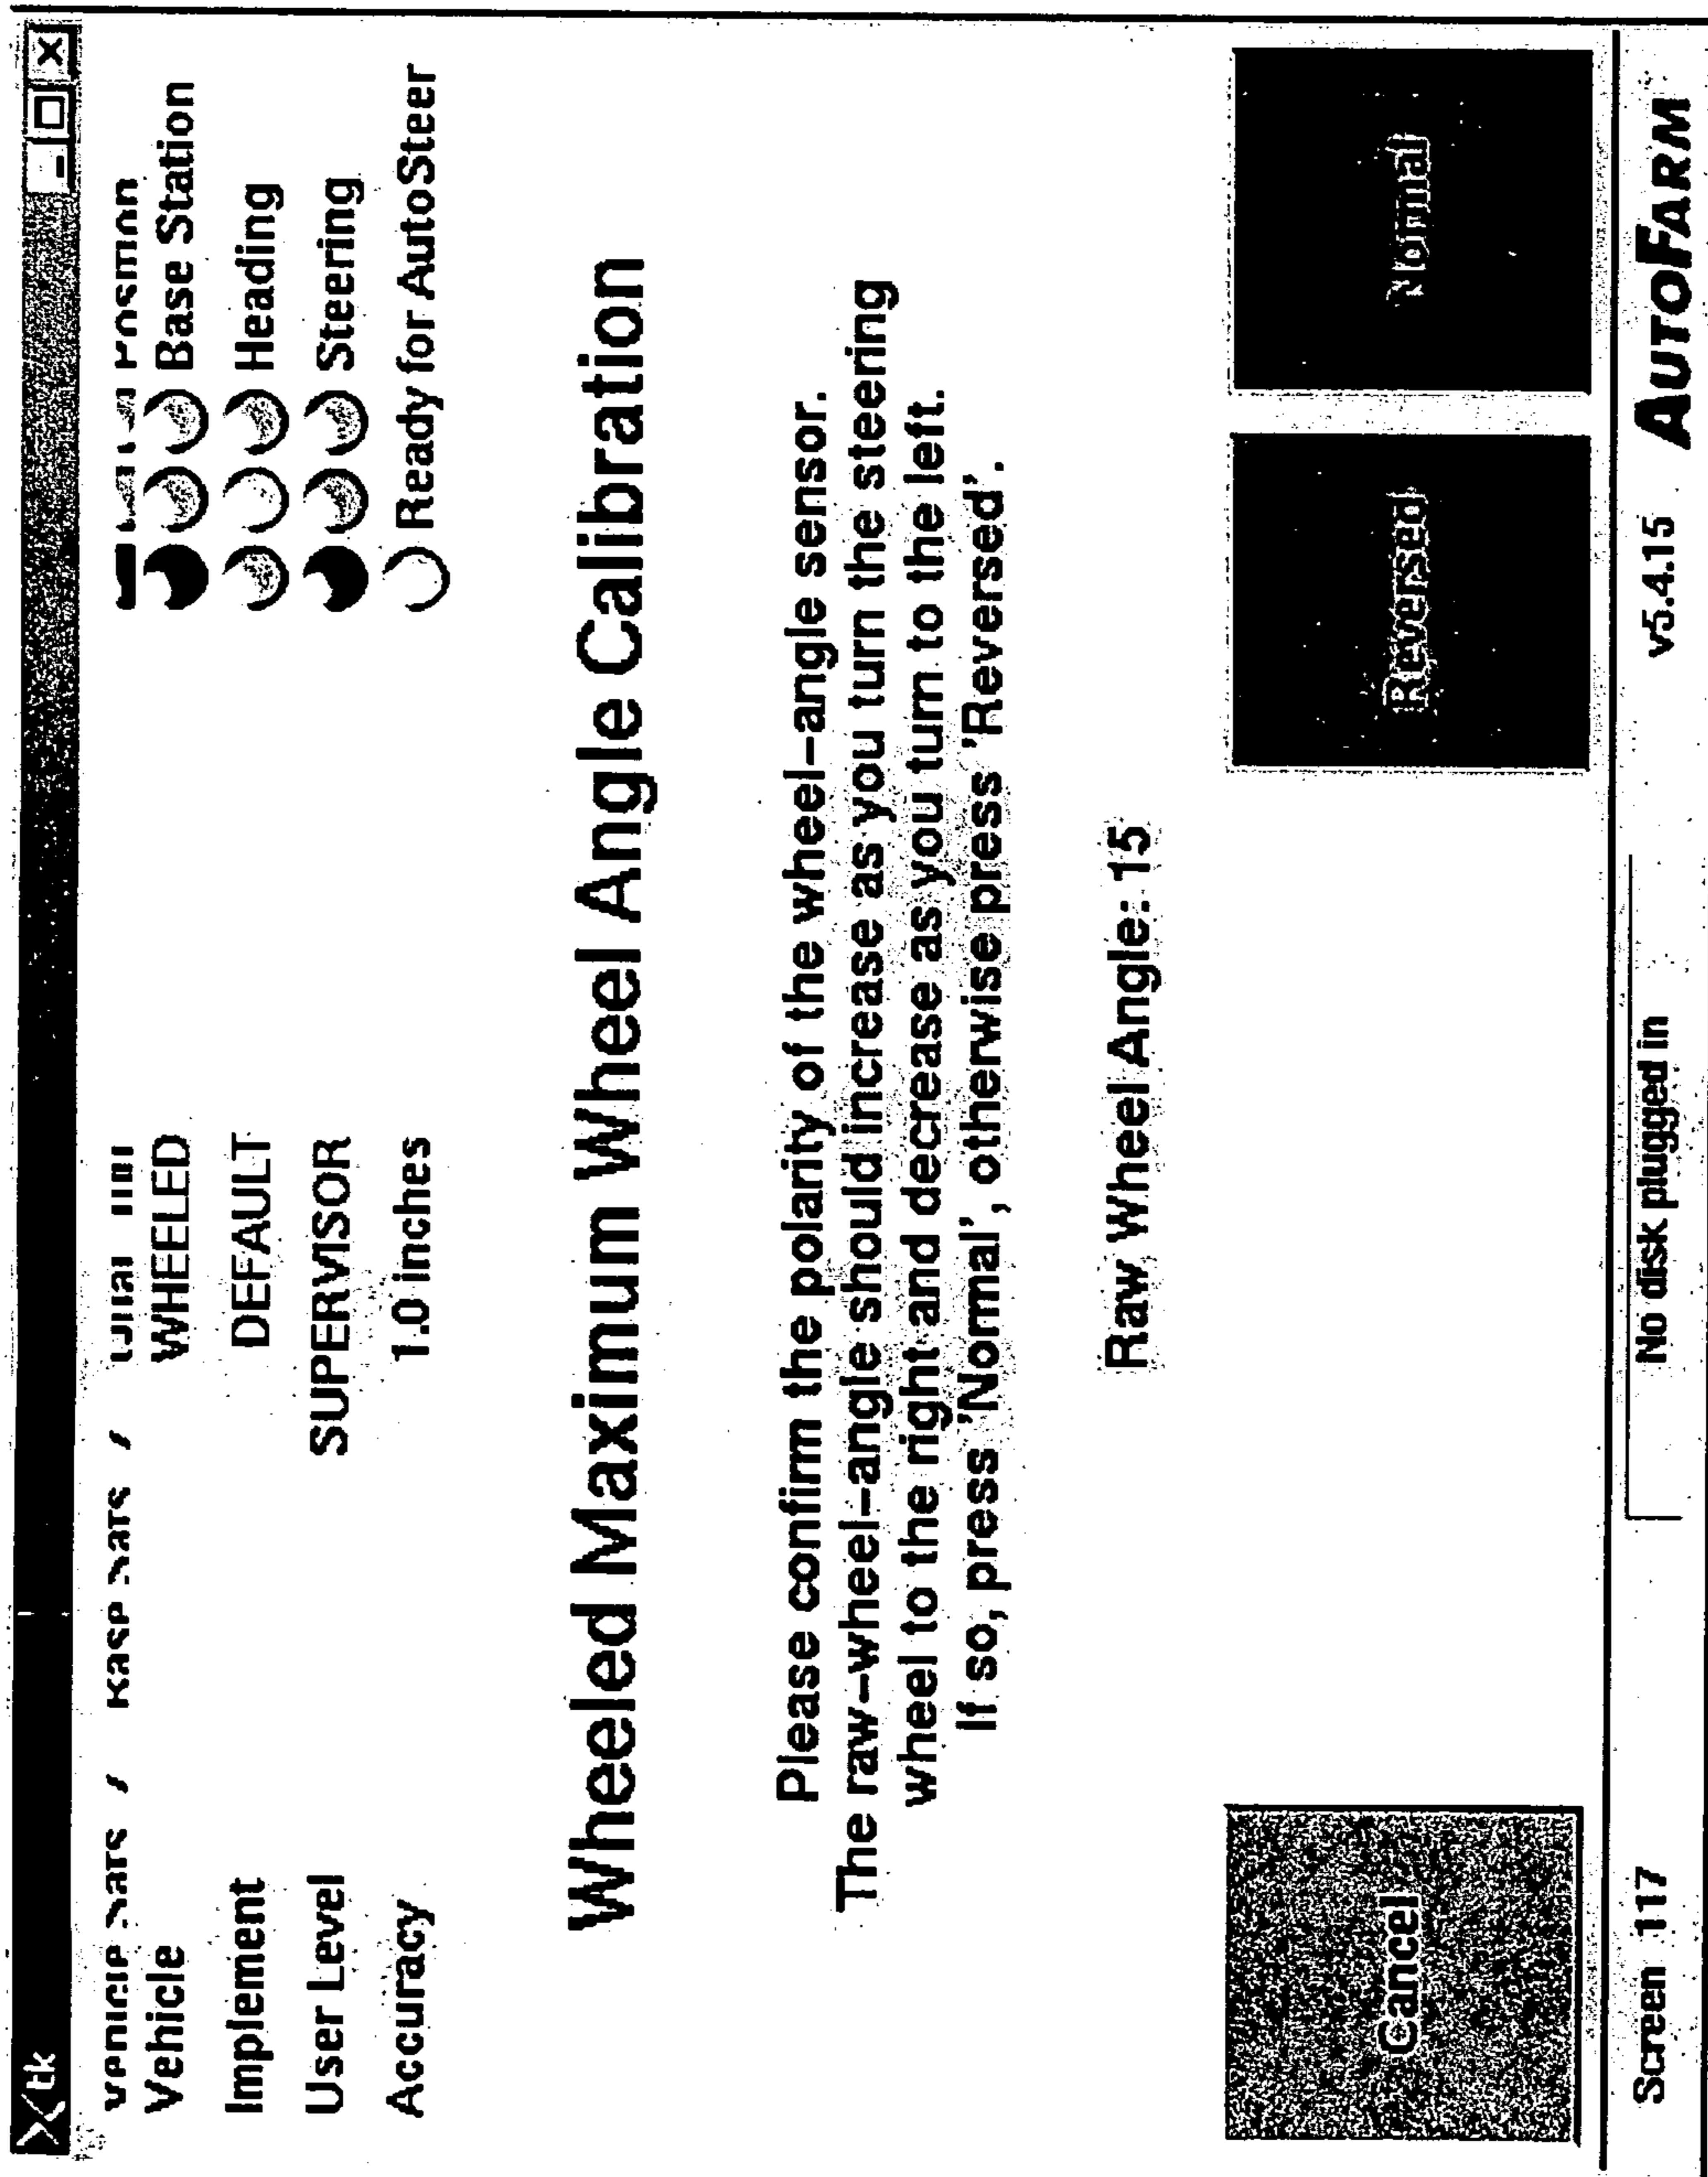 tk
Position
Vehicle WHEELED Base Station
Implement DEFAULT Heading
User Level SUPERVISOR Steering
Accuracy 1.0 inches Ready for AutoSteer
Wheeled Maximum Wheel Angle Calibration
Please confirm the polarity of the wheel-angle sensor.
The raw-wheel-angle should increase as you turn the steering
wheel to the right and decrease as you turn to the left.
If so, press 'Normal', otherwise press 'Reversed'.
Raw Wheel Angle: 15
Cancel Reversed Normal
Screen 117 No disk plugged in v5.4.15 AUTOFARM